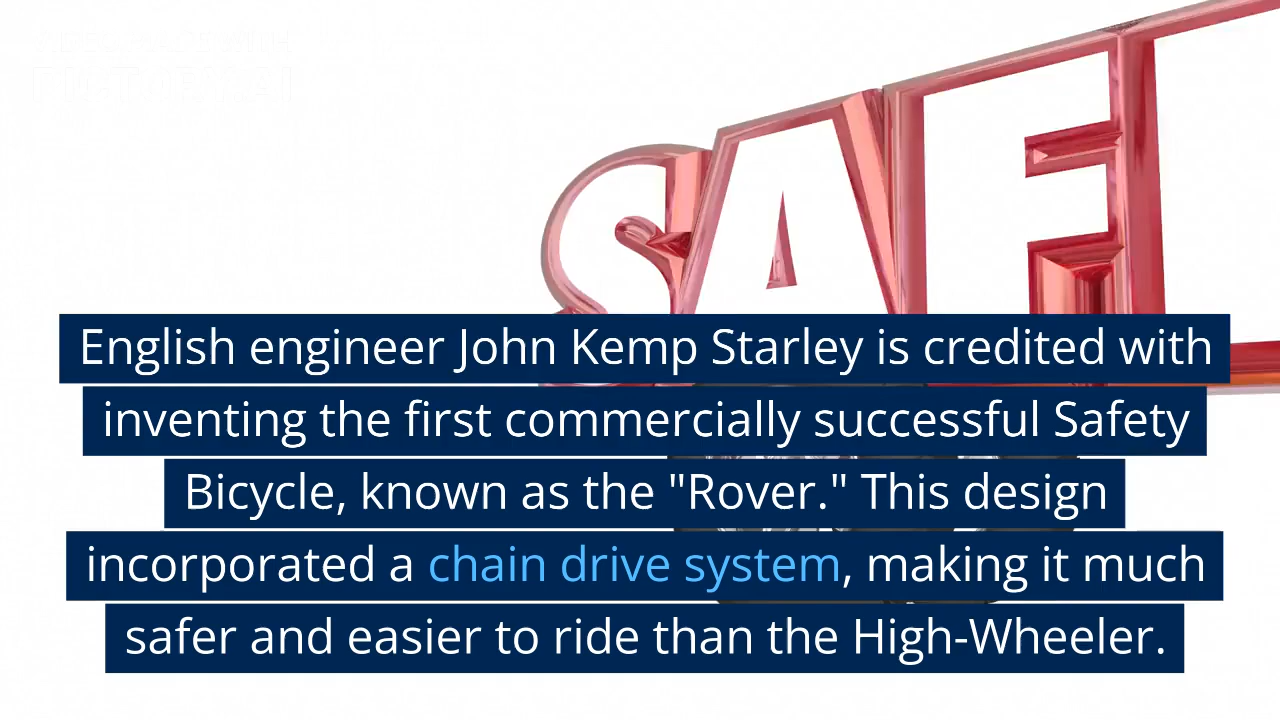 SAFE
English engineer John Kemp Starley is credited with
inventing the first commercially successful Safety
Bicycle, known as the "Rover." This design
incorporated a chain drive system, making it much
safer and easier to ride than the High-Wheeler.